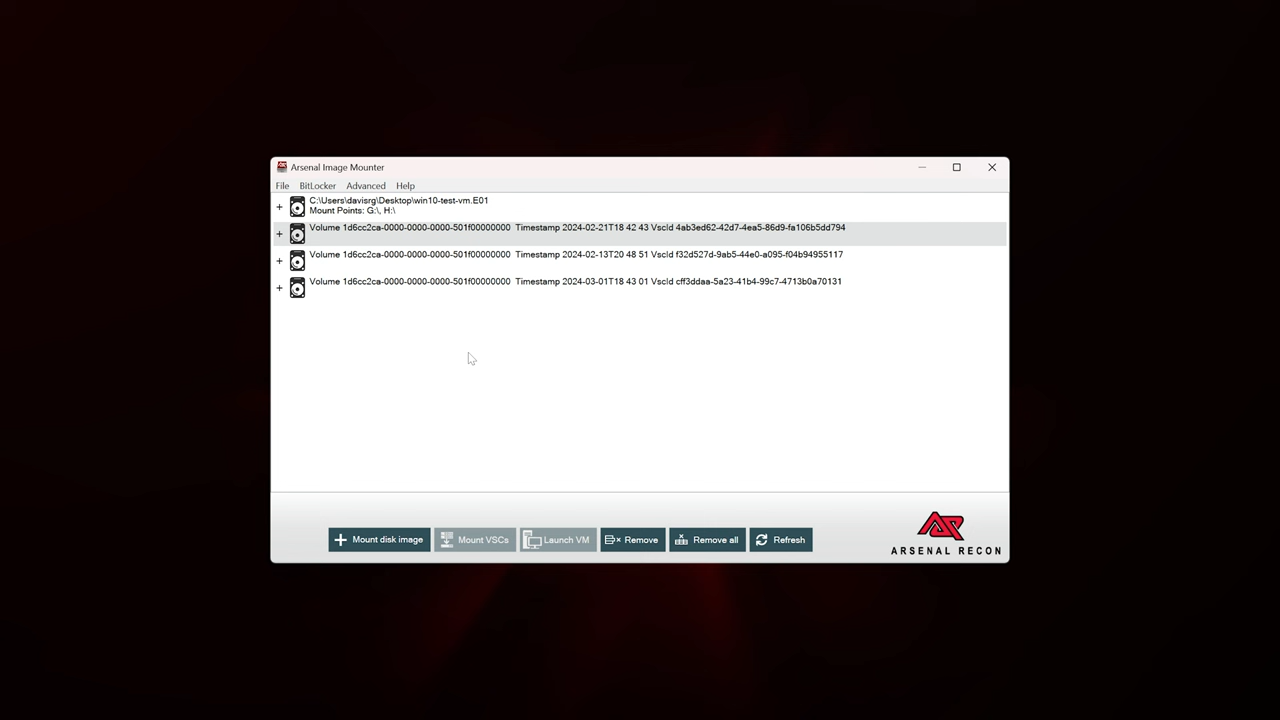 Arsenal Image Mounter
File BitLocker Advanced Help
C:\Users\davisrg\Desktop\win10-test-vm.E01
Mount Points: G:\, H:\
Volume 1d6cc2ca-0000-0000-0000-501f00000000 Timestamp 2024-02-21T18 42 43 VscId 4ab3ed62-42d7-4ea5-86d9-fa106b5dd794
Volume 1d6cc2ca-0000-0000-0000-501f00000000 Timestamp 2024-02-13T20 48 51 VscId f32d527d-9ab5-44e0-a095-f04b94955117
Volume 1d6cc2ca-0000-0000-0000-501f00000000 Timestamp 2024-03-01T18 43 01 VscId cff3ddaa-5a23-41b4-99c7-4713b0a70131
Mount disk image Mount VSCs Launch VM Remove Remove all Refresh
ARSENAL RECON